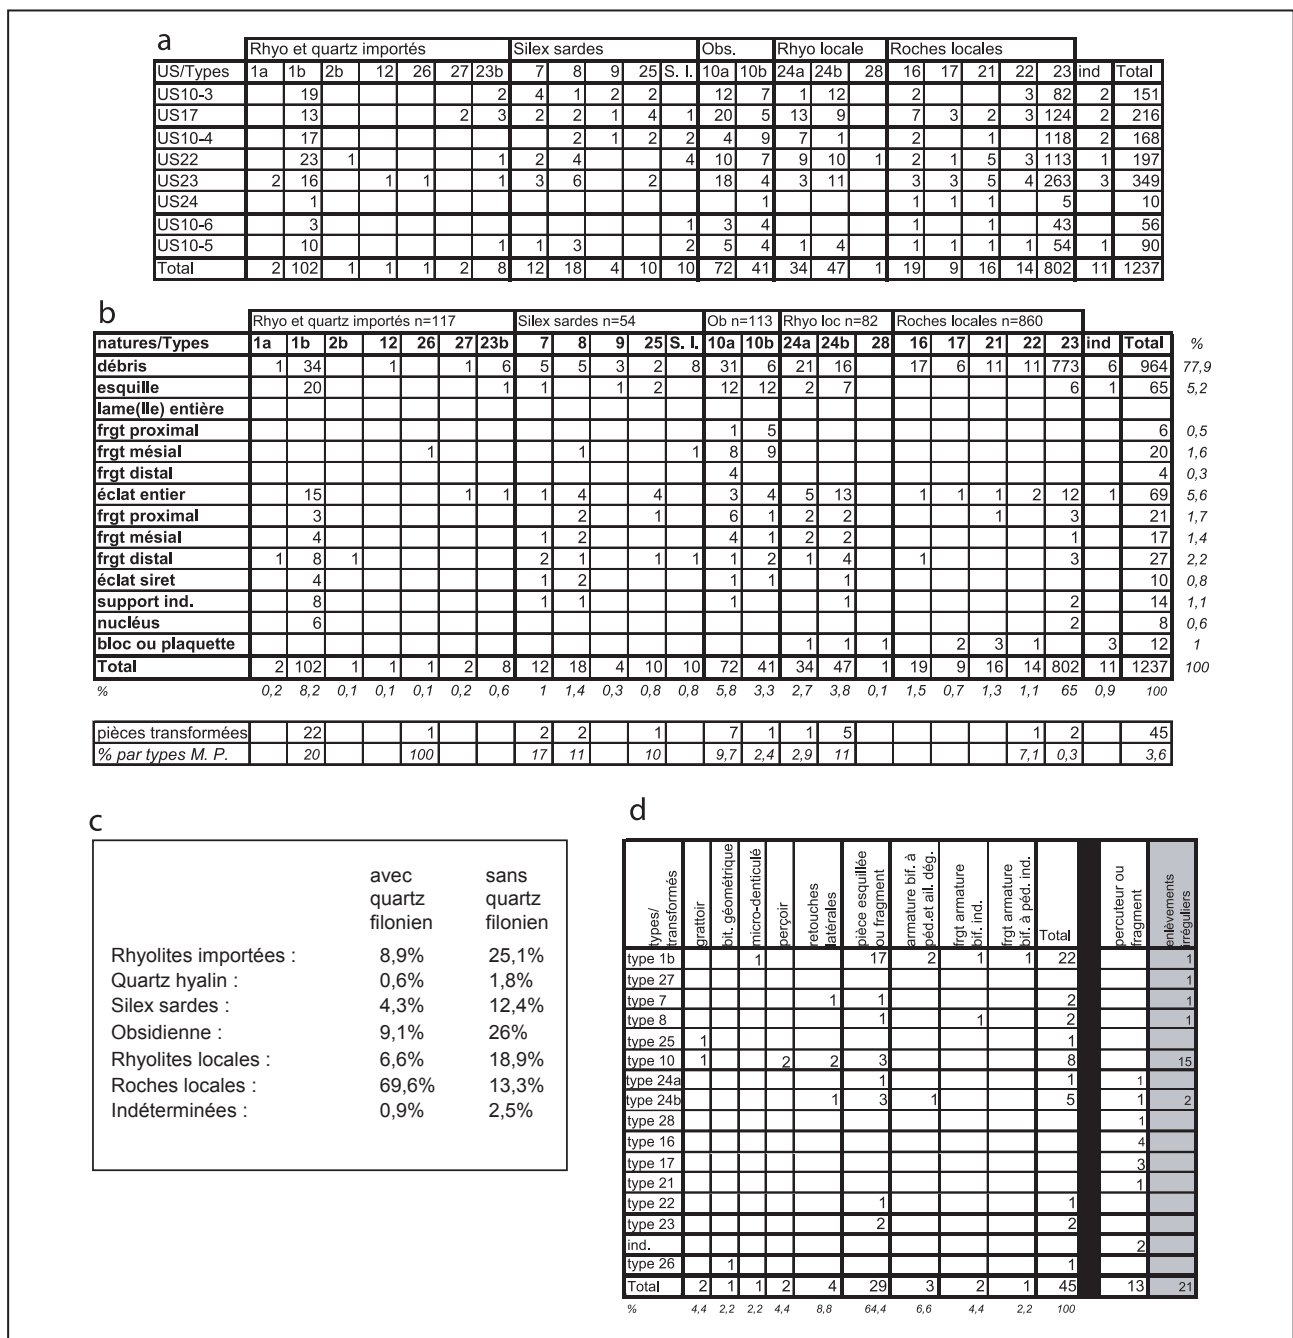 a
Rhyo et quartz importés Silex sardes Obs. Rhyo locale Roches locales
US/Types 1a 1b 2b 12 26 27 23b 7 8 9 25 S. I. 10a 10b 24a 24b 28 16 17 21 22 23 ind Total
US10-3 19 2 4 1 2 2 12 7 1 12 2 3 82 2 151
US17 13 2 3 2 2 1 4 1 20 5 13 9 7 3 2 3 124 2 216
US10-4 17 2 1 2 2 4 9 7 1 2 1 118 2 168
US22 23 1 1 2 4 4 10 7 9 10 1 2 1 5 3 113 1 197
US23 2 16 1 1 1 3 6 2 18 4 3 11 3 3 5 4 263 3 349
US24 1 1 1 1 1 5 10
US10-6 3 1 3 4 1 1 43 56
US10-5 10 1 1 3 2 5 4 1 4 1 1 1 1 54 1 90
Total 2 102 1 1 1 2 8 12 18 4 10 10 72 41 34 47 1 19 9 16 14 802 11 1237
b
Rhyo et quartz importés n=117 Silex sardes n=54 Ob n=113 Rhyo loc n=82 Roches locales n=860
natures/Types 1a 1b 2b 12 26 27 23b 7 8 9 25 S. I. 10a 10b 24a 24b 28 16 17 21 22 23 ind Total %
débris 1 34 1 1 6 5 5 3 2 8 31 6 21 16 17 6 11 11 773 6 964 77,9
esquille 20 1 1 1 2 12 12 2 7 6 1 65 5,2
lame(lle) entière
frgt proximal 1 5 6 0,5
frgt mésial 1 1 1 8 9 20 1,6
frgt distal 4 4 0,3
éclat entier 15 1 1 1 4 4 3 4 5 13 1 1 1 2 12 1 69 5,6
frgt proximal 3 2 1 6 1 2 2 1 3 21 1,7
frgt mésial 4 1 2 4 1 2 2 1 17 1,4
frgt distal 1 8 1 2 1 1 1 1 2 1 4 1 3 27 2,2
éclat siret 4 1 2 1 1 1 10 0,8
support ind. 8 1 1 1 1 2 14 1,1
nucléus 6 2 8 0,6
bloc ou plaquette 1 1 1 2 3 1 3 12 1
Total 2 102 1 1 1 2 8 12 18 4 10 10 72 41 34 47 1 19 9 16 14 802 11 1237 100
% 0,2 8,2 0,1 0,1 0,1 0,2 0,6 1 1,4 0,3 0,8 0,8 5,8 3,3 2,7 3,8 0,1 1,5 0,7 1,3 1,1 65 0,9 100
pièces transformées 22 1 2 2 1 7 1 1 5 1 2 45
% par types M. P. 20 100 17 11 10 9,7 2,4 2,9 11 7,1 0,3 3,6
c
avec quartz filonien sans quartz filonien
Rhyolites importées : 8,9% 25,1%
Quartz hyalin : 0,6% 1,8%
Silex sardes : 4,3% 12,4%
Obsidienne : 9,1% 26%
Rhyolites locales : 6,6% 18,9%
Roches locales : 69,6% 13,3%
Indéterminées : 0,9% 2,5%
d
types/ transformés grattoir bit. géométrique micro-denticulé perçoir retouches latérales pièce esquillée ou fragment armature bif. à péd.et ail. dég. frgt armature bif. ind. frgt armature bif. à péd. ind. Total percuteur ou fragment enlèvements irréguliers
type 1b 1 17 2 1 1 22 1
type 27 1
type 7 1 1 2 1
type 8 1 1 2 1
type 25 1 1
type 10 1 2 2 3 8 15
type 24a 1 1 1
type 24b 1 3 1 5 1 2
type 28 1
type 16 4
type 17 3
type 21 1
type 22 1 1
type 23 2 2
ind. 2
type 26 1 1
Total 2 1 1 2 4 29 3 2 1 45 13 21
% 4,4 2,2 2,2 4,4 8,8 64,4 6,6 4,4 2,2 100